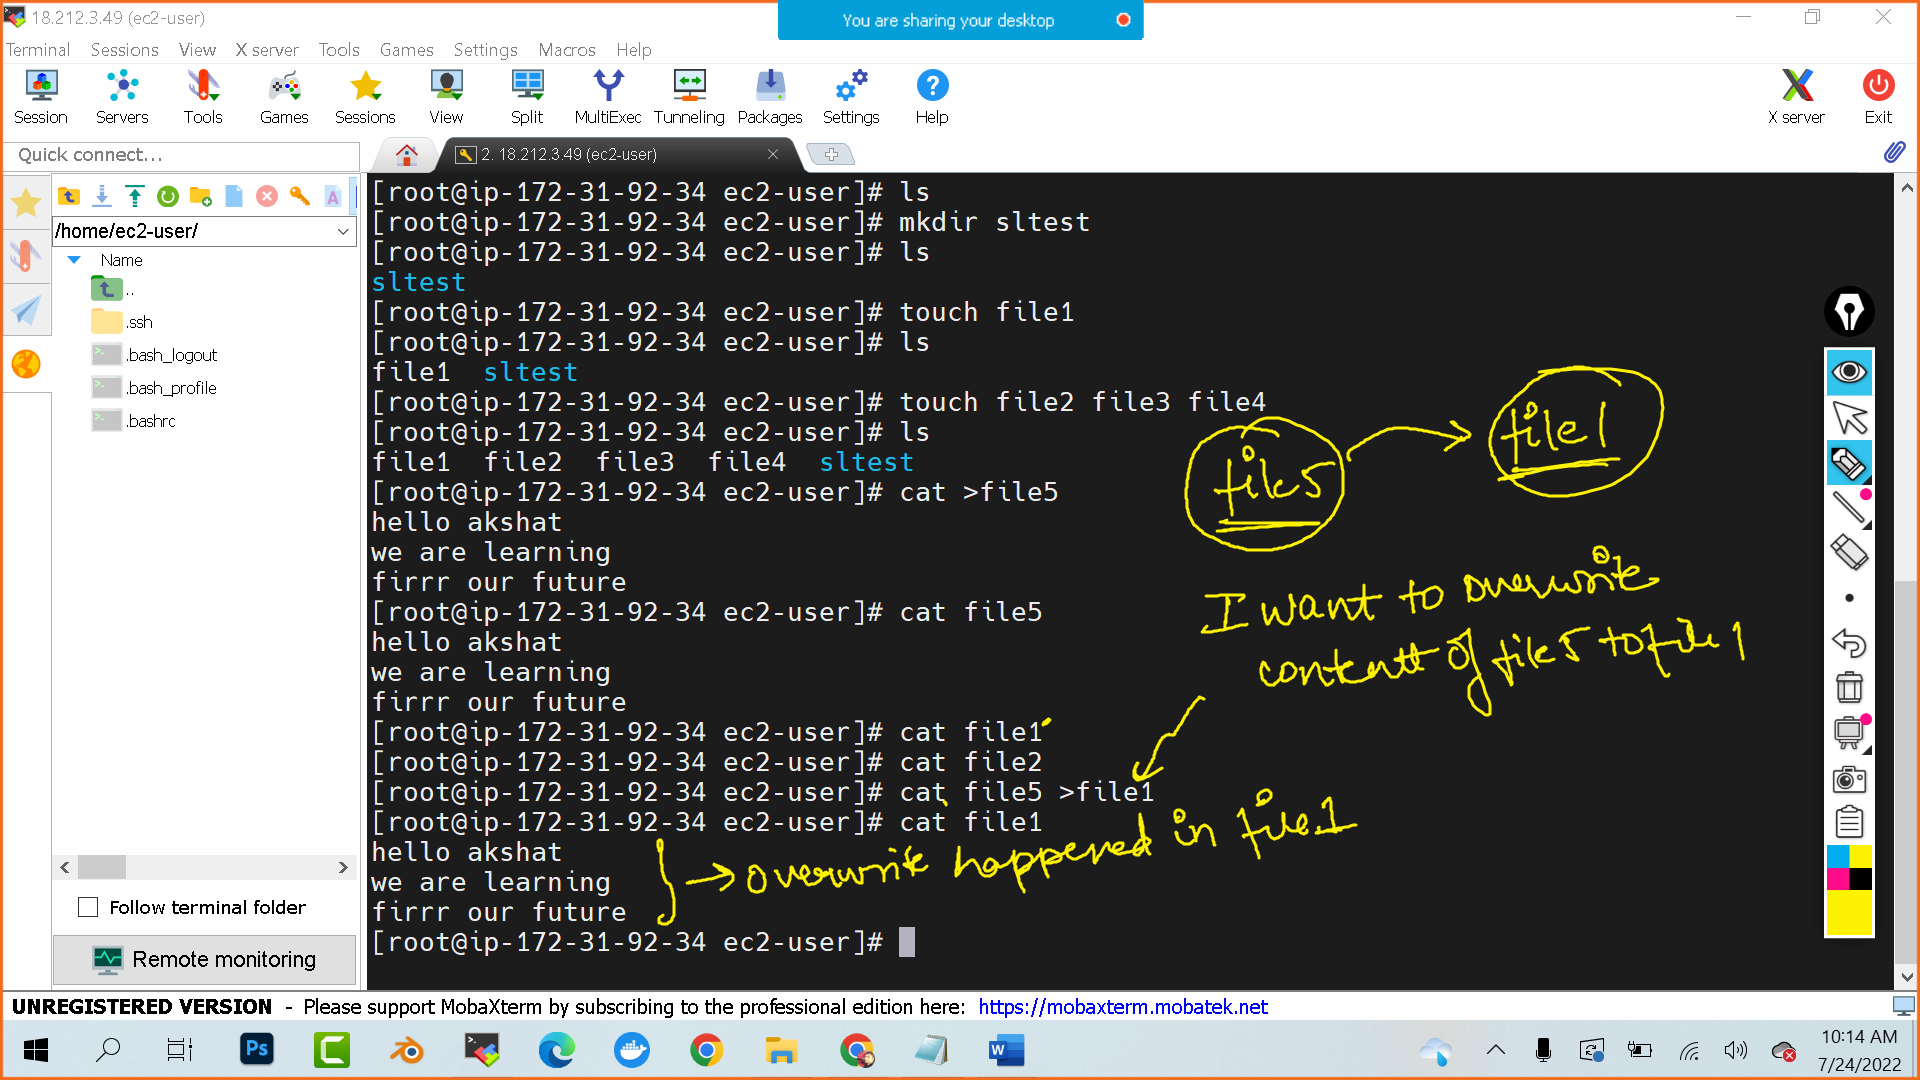 18.212.3.49 (ec2-user)
You are sharing your desktop
Terminal Sessions View X server Tools Games Settings Macros Help
Session Servers Tools Games Sessions View Split MultiExec Tunneling Packages Settings Help X server Exit
Quick connect...
2. 18.212.3.49 (ec2-user)
/home/ec2-user/
Name
..
.ssh
.bash_logout
.bash_profile
.bashrc
Follow terminal folder
Remote monitoring
[root@ip-172-31-92-34 ec2-user]# ls
[root@ip-172-31-92-34 ec2-user]# mkdir sltest
[root@ip-172-31-92-34 ec2-user]# ls
sltest
[root@ip-172-31-92-34 ec2-user]# touch file1
[root@ip-172-31-92-34 ec2-user]# ls
file1 sltest
[root@ip-172-31-92-34 ec2-user]# touch file2 file3 file4
[root@ip-172-31-92-34 ec2-user]# ls
file1 file2 file3 file4 sltest
[root@ip-172-31-92-34 ec2-user]# cat >file5
hello akshat
we are learning
firrr our future
[root@ip-172-31-92-34 ec2-user]# cat file5
hello akshat
we are learning
firrr our future
[root@ip-172-31-92-34 ec2-user]# cat file1
[root@ip-172-31-92-34 ec2-user]# cat file2
[root@ip-172-31-92-34 ec2-user]# cat file5 >file1
[root@ip-172-31-92-34 ec2-user]# cat file1
hello akshat
we are learning
firrr our future
[root@ip-172-31-92-34 ec2-user]#
file5 file1
I want to overwrite
content of file5 to file1
overwrite happened in file1
UNREGISTERED VERSION - Please support MobaXterm by subscribing to the professional edition here: https://mobaxterm.mobatek.net
Ps
10:14 AM
7/24/2022